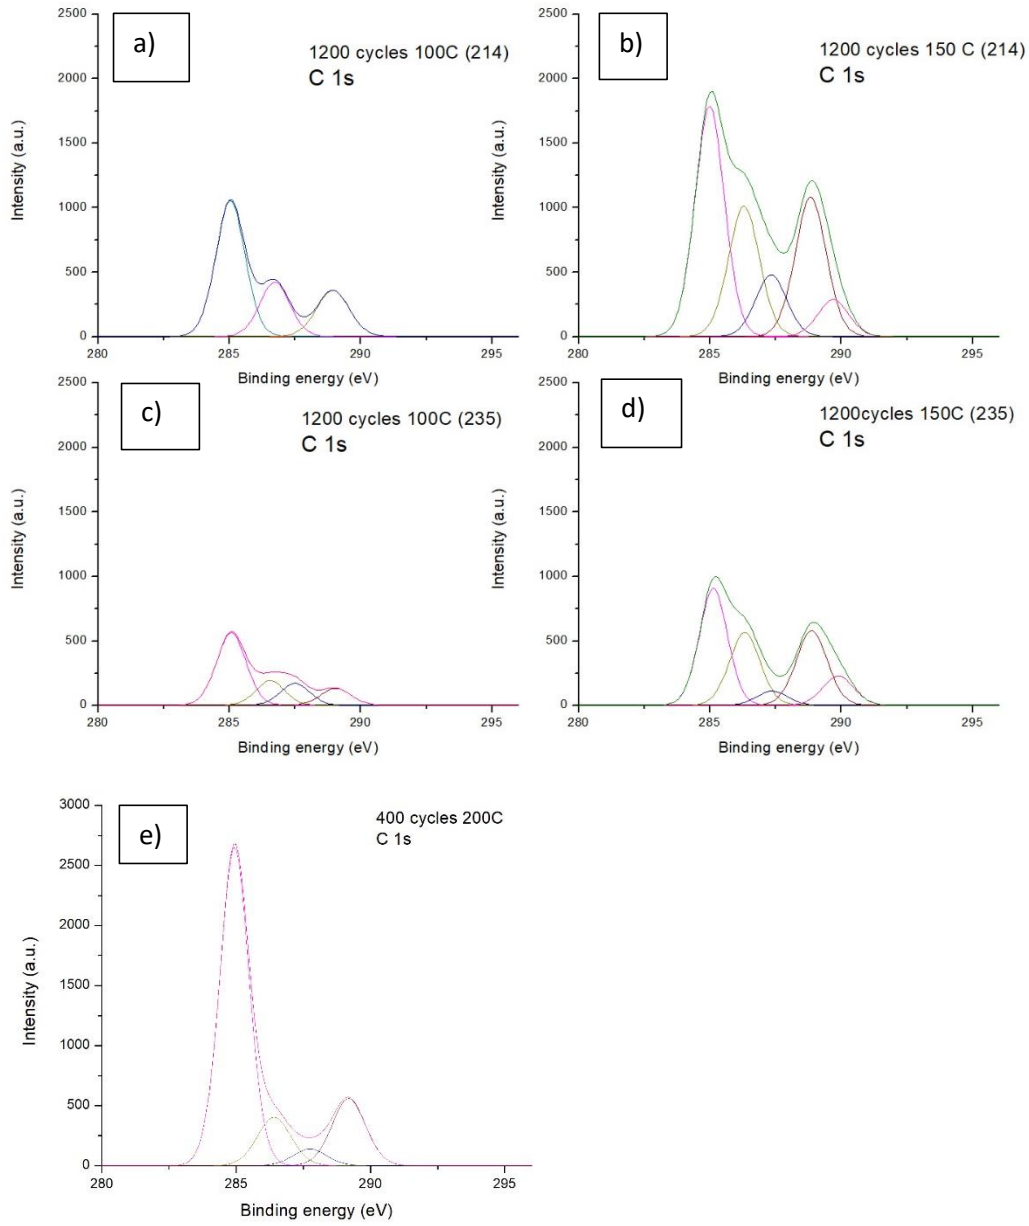 a)
1200 cycles 100C (214)
C 1s
2500
2000
1500
1000
500
0
Intensity (a.u.)
280 285 290 295
Binding energy (eV)
b)
1200 cycles 150 C (214)
C 1s
2500
2000
1500
1000
500
0
Intensity (a.u.)
280 285 290 295
Binding energy (eV)
c)
1200 cycles 100C (235)
C 1s
2500
2000
1500
1000
500
0
Intensity (a.u.)
280 285 290 295
Binding energy (eV)
d)
1200cycles 150C (235)
C 1s
2500
2000
1500
1000
500
0
Intensity (a.u.)
280 285 290 295
Binding energy (eV)
e)
400 cycles 200C
C 1s
3000
2500
2000
1500
1000
500
0
Intensity (a.u.)
280 285 290 295
Binding energy (eV)